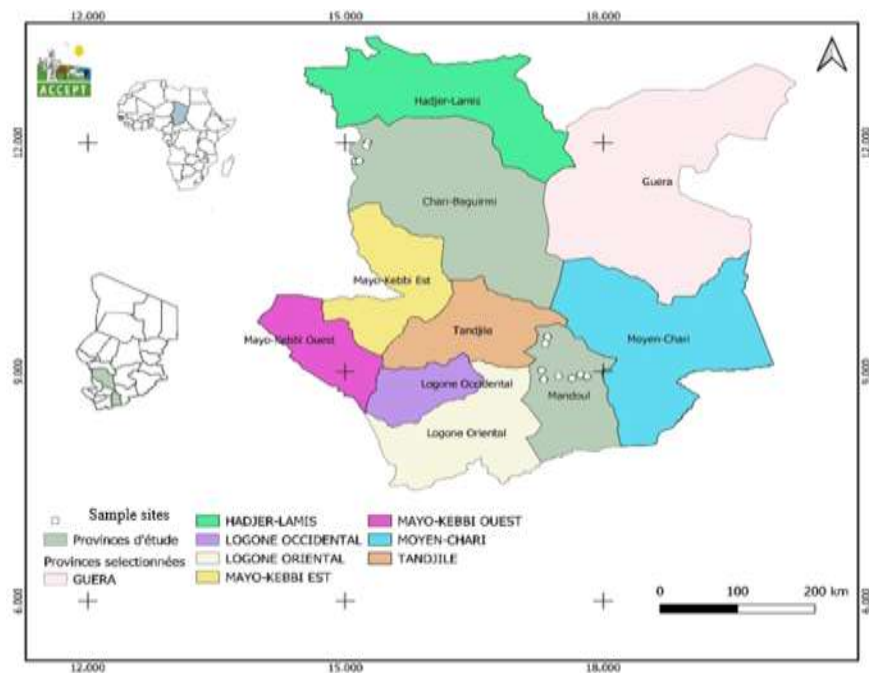 12.000 15.000 18.000
ACCEPT
Hadjer-Lamis
12.000 12.000
Guera
Chari-Baguirmi
Mayo-Kebbi Est
Tandjile
Mayo-Kebbi Ouest
Moyen-Chari
9.000 9.000
Logone Occidental
Mandoul
Logone Oriental
Sample sites
Provinces d'étude
Provinces selectionnées
GUERA
HADJER-LAMIS
LOGONE OCCIDENTAL
LOGONE ORIENTAL
MAYO-KEBBI EST
MAYO-KEBBI OUEST
MOYEN-CHARI
TANDJILE
6.000 6.000
0 100 200 km
12.000 15.000 18.000